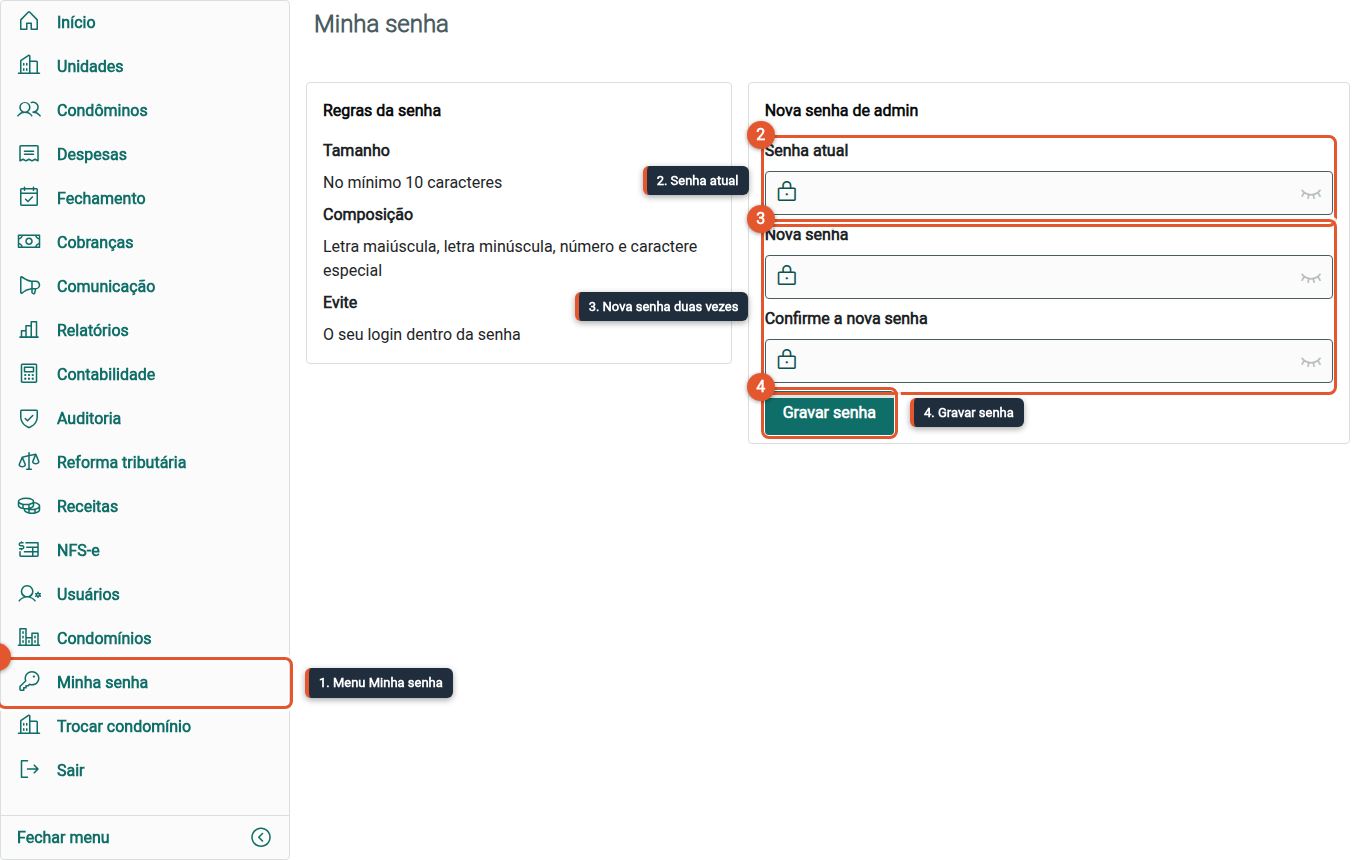 Início
Unidades
Condôminos
Despesas
Fechamento
Cobranças
Comunicação
Relatórios
Contabilidade
Auditoria
Reforma tributária
Receitas
NFS-e
Usuários
Condomínios
Minha senha
1. Menu Minha senha
Trocar condomínio
Sair
Fechar menu
Minha senha
Regras da senha
Tamanho
No mínimo 10 caracteres
Composição
Letra maiúscula, letra minúscula, número e caractere
especial
Evite
O seu login dentro da senha
Nova senha de admin
2
Senha atual
2. Senha atual
3
Nova senha
3. Nova senha duas vezes
Confirme a nova senha
4
Gravar senha
4. Gravar senha